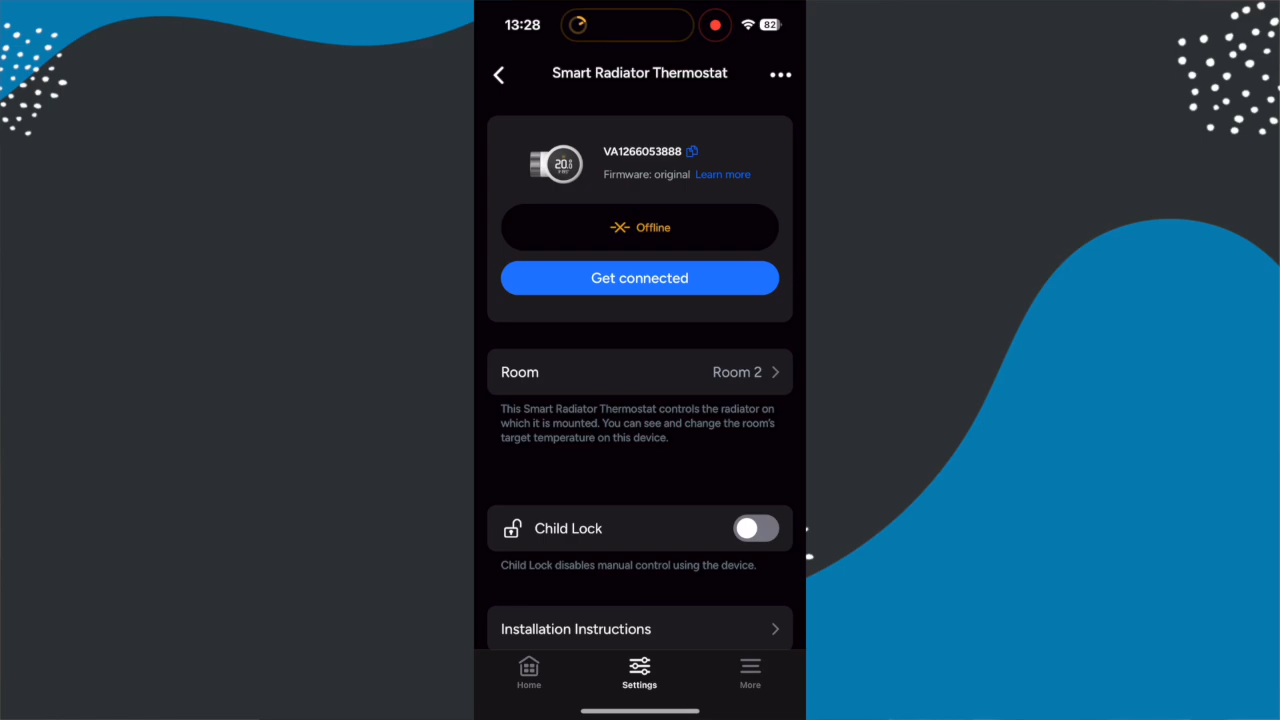 13:28
82
Smart Radiator Thermostat
VA1266053888
Firmware: original Learn more
Offline
Get connected
Room
Room 2
This Smart Radiator Thermostat controls the radiator on
which it is mounted. You can see and change the room's
target temperature on this device.
Child Lock
Child Lock disables manual control using the device.
Installation Instructions
Home
Settings
More